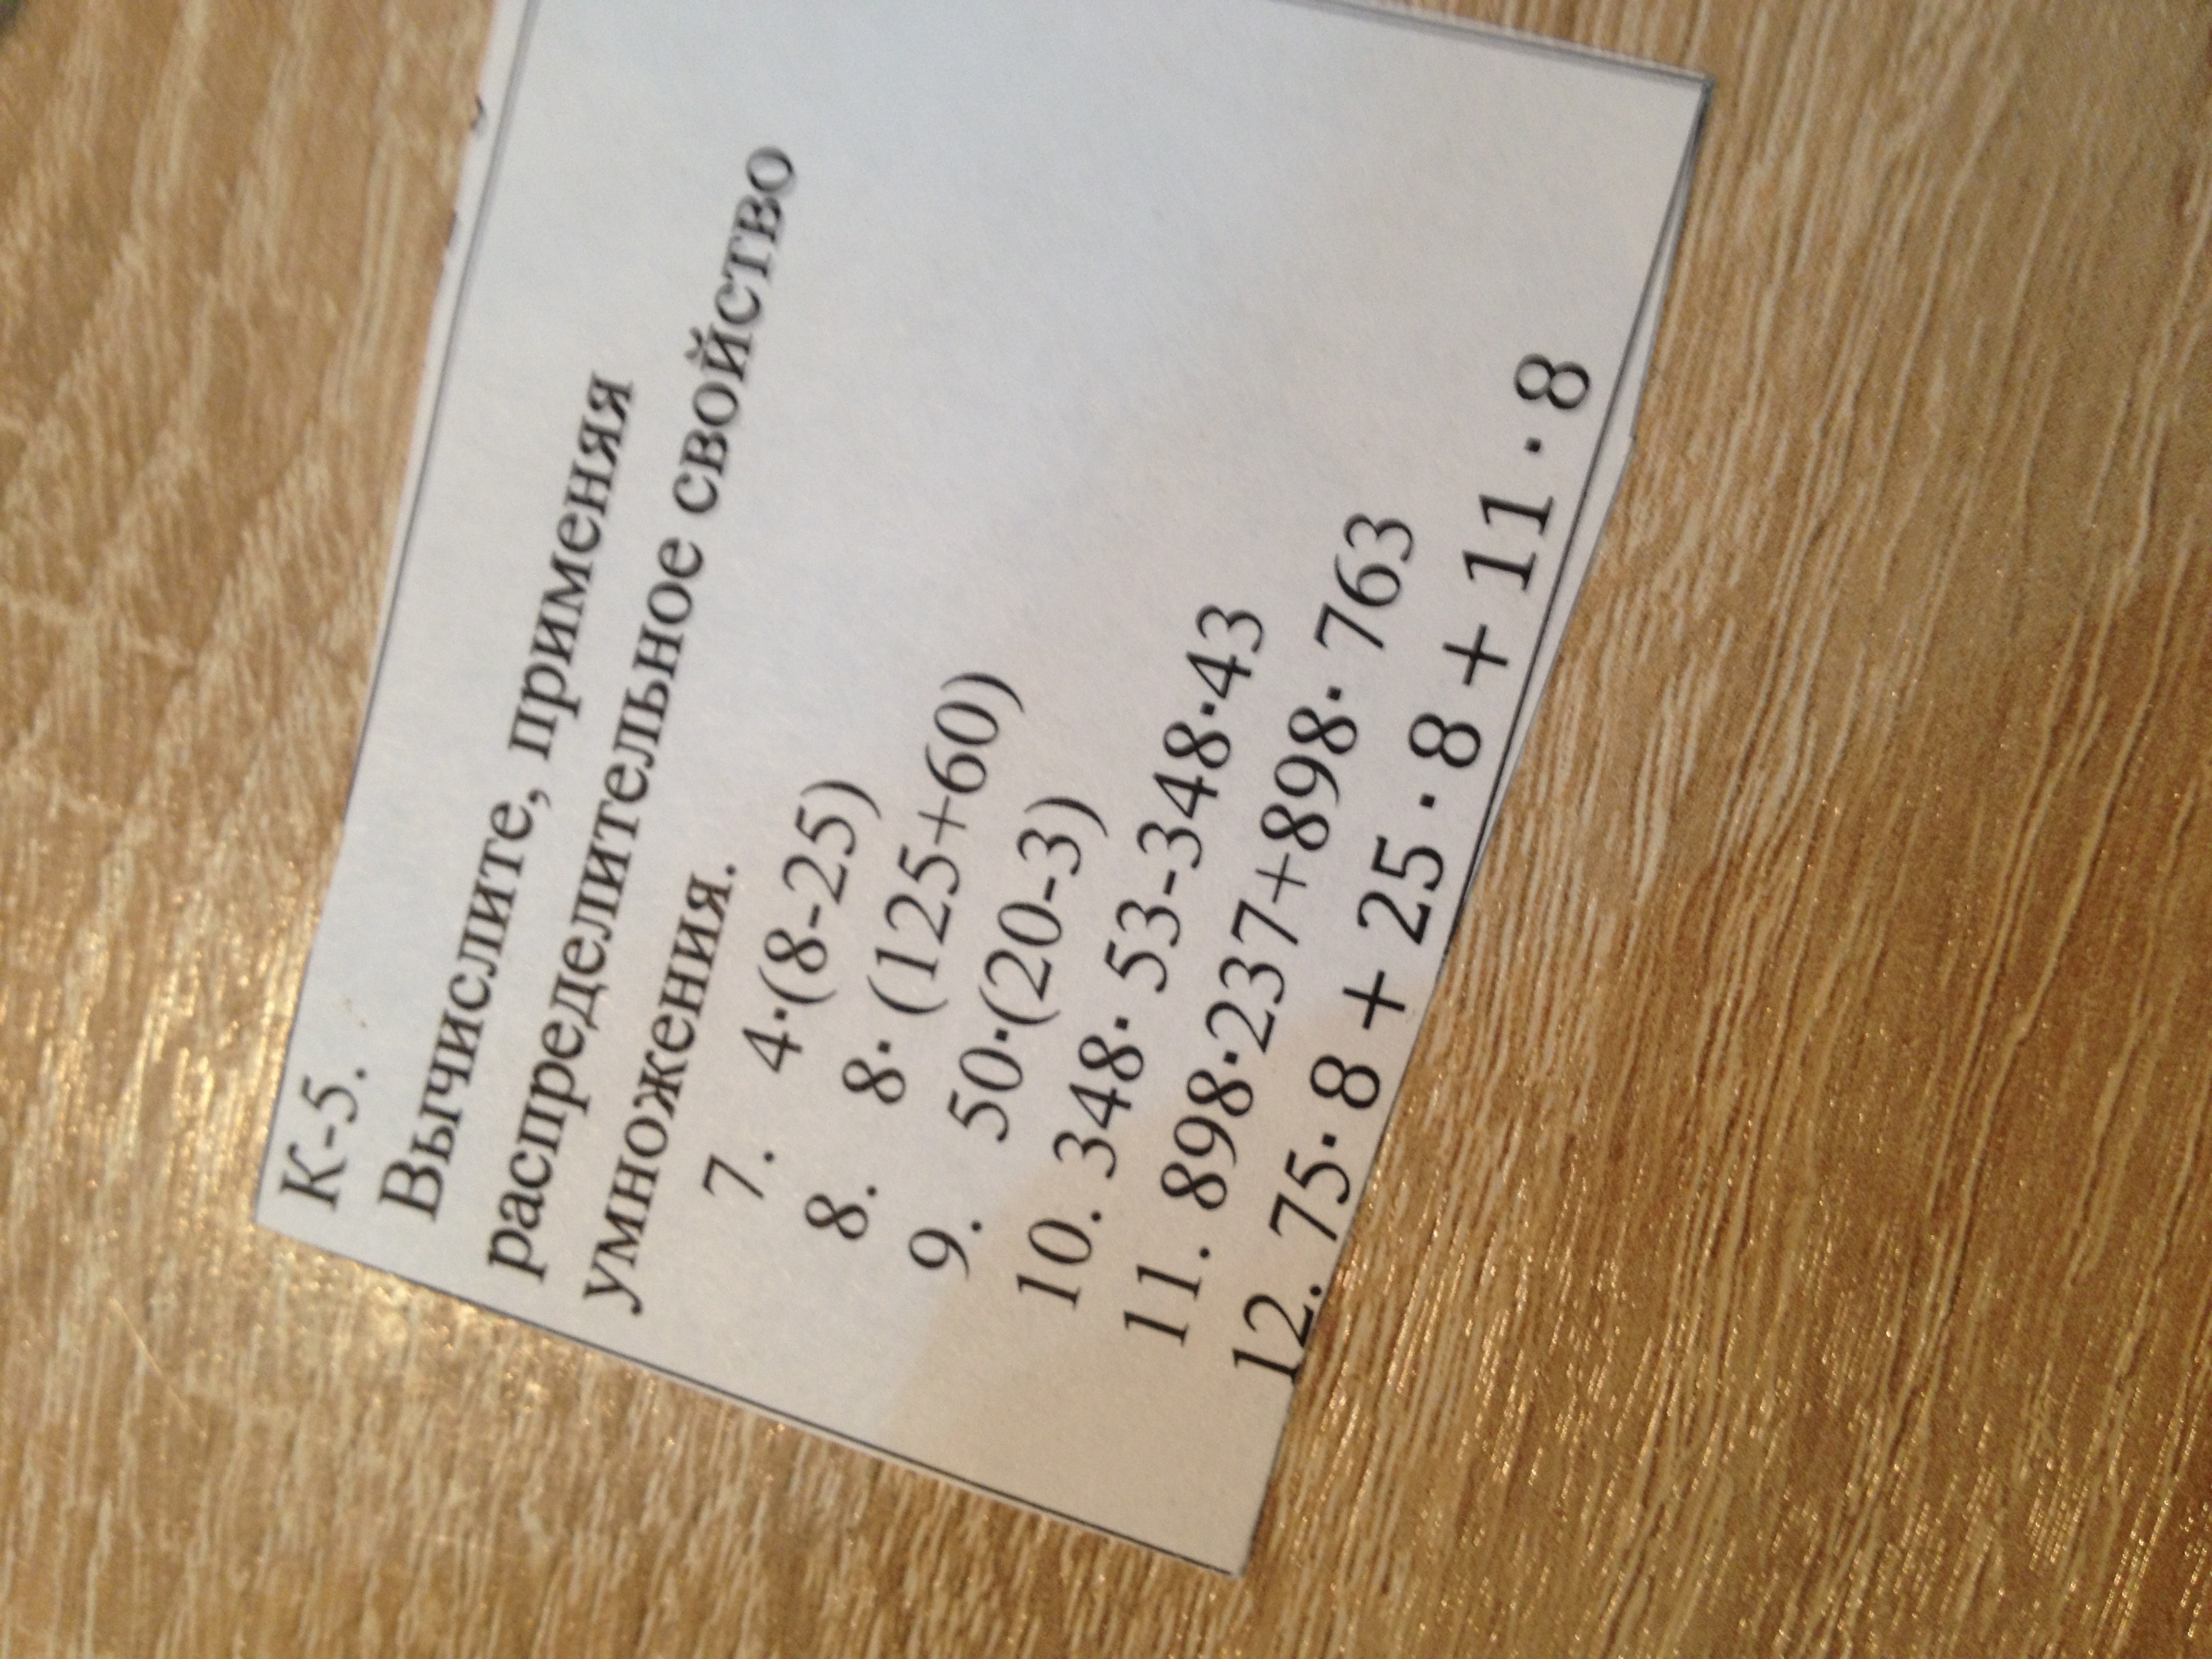 К-5.
Вычислите, применяя
распределительное свойство
умножения.
7. 4·(8-25)
8. 8· (125+60)
9. 50·(20-3)
10. 348· 53-348·43
11. 898·237+898· 763
12. 75· 8 + 25 · 8 + 11 · 8